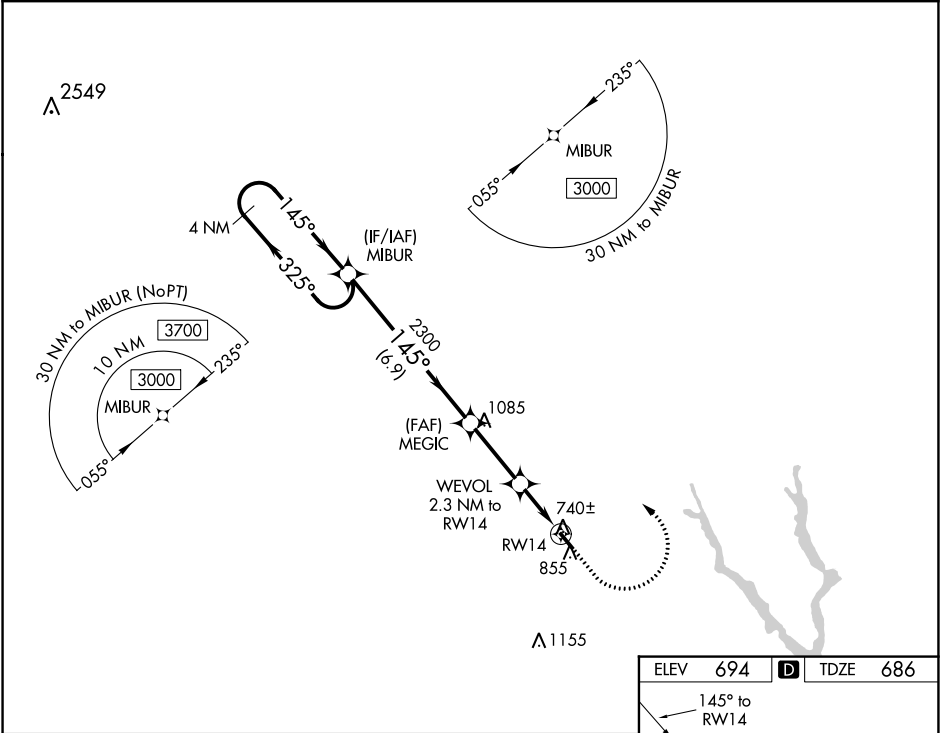 2549
235°
MIBUR
055°
3000
30 NM to MIBUR
145°
4 NM
(IF/IAF)
MIBUR
325°
30 NM to MIBUR (NoPT)
3700
10 NM
235°
3000
MIBUR
055°
2300
145°
(6.9)
1085
(FAF)
MEGIC
WEVOL
2.3 NM to
RW14
740±
RW14
855
1155
ELEV 694 D TDZE 686
145° to
RW14